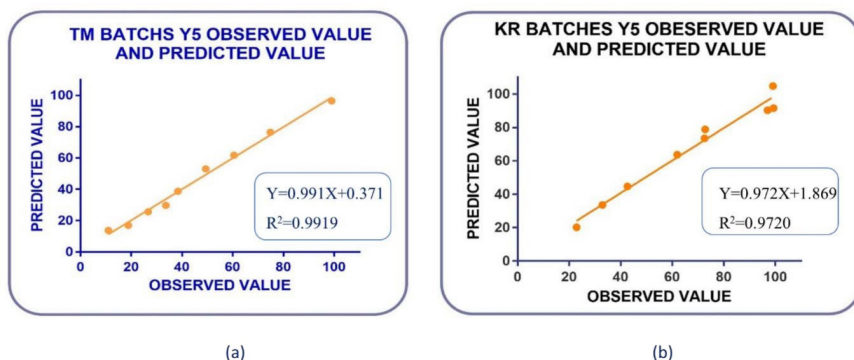 TM BATCHS Y5 OBSERVED VALUE
AND PREDICTED VALUE
PREDICTED VALUE
100
80
60
40
20
0
Y=0.991X+0.371
R²=0.9919
0 20 40 60 80 100
OBSERVED VALUE
(a)
KR BATCHES Y5 OBESERVED VALUE
AND PREDICTED VALUE
PREDICTED VALUE
100
80
60
40
20
0
Y=0.972X+1.869
R²=0.9720
0 20 40 60 80 100
OBSERVED VALUE
(b)